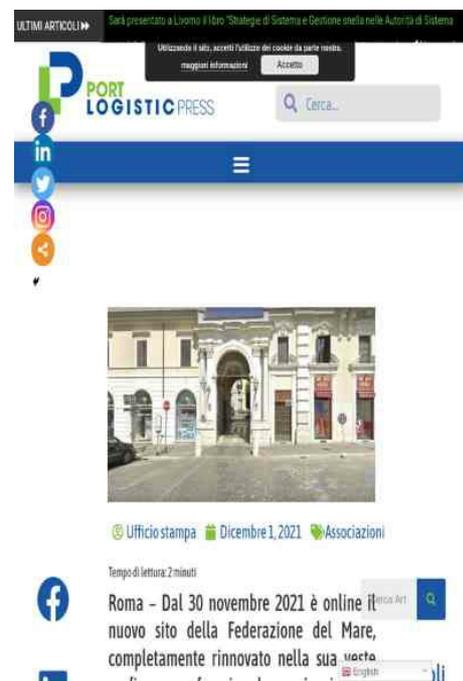 ULTIMI ARTICOLI
Sarà presentato a Livorno il libro "Strategie di Sistema e Gestione snella nelle Autorità di Sistema
Utilizzando il sito, accetti l'utilizzo dei cookie da parte nostra.
maggiori informazioni
Accetto
PORT
LOGISTIC PRESS
Cerca...
Ufficio stampa
Dicembre 1, 2021
Associazioni
Tempo di lettura: 2 minuti
Roma – Dal 30 novembre 2021 è online il
nuovo sito della Federazione del Mare,
completamente rinnovato nella sua veste
Art
English